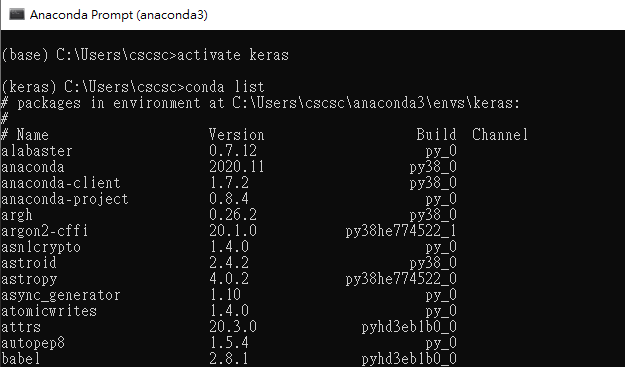 Anaconda Prompt (anaconda3)
(base) C:\Users\cscsc>activate keras
(keras) C:\Users\cscsc>conda list
# packages in environment at C:\Users\cscsc\anaconda3\envs\keras:
#
# Name Version Build Channel
alabaster 0.7.12 py_0
anaconda 2020.11 py38_0
anaconda-client 1.7.2 py38_0
anaconda-project 0.8.4 py_0
argh 0.26.2 py38_0
argon2-cffi 20.1.0 py38he774522_1
asn1crypto 1.4.0 py_0
astroid 2.4.2 py38_0
astropy 4.0.2 py38he774522_0
async_generator 1.10 py_0
atomicwrites 1.4.0 py_0
attrs 20.3.0 pyhd3eb1b0_0
autopep8 1.5.4 py_0
babel 2.8.1 pyhd3eb1b0_0